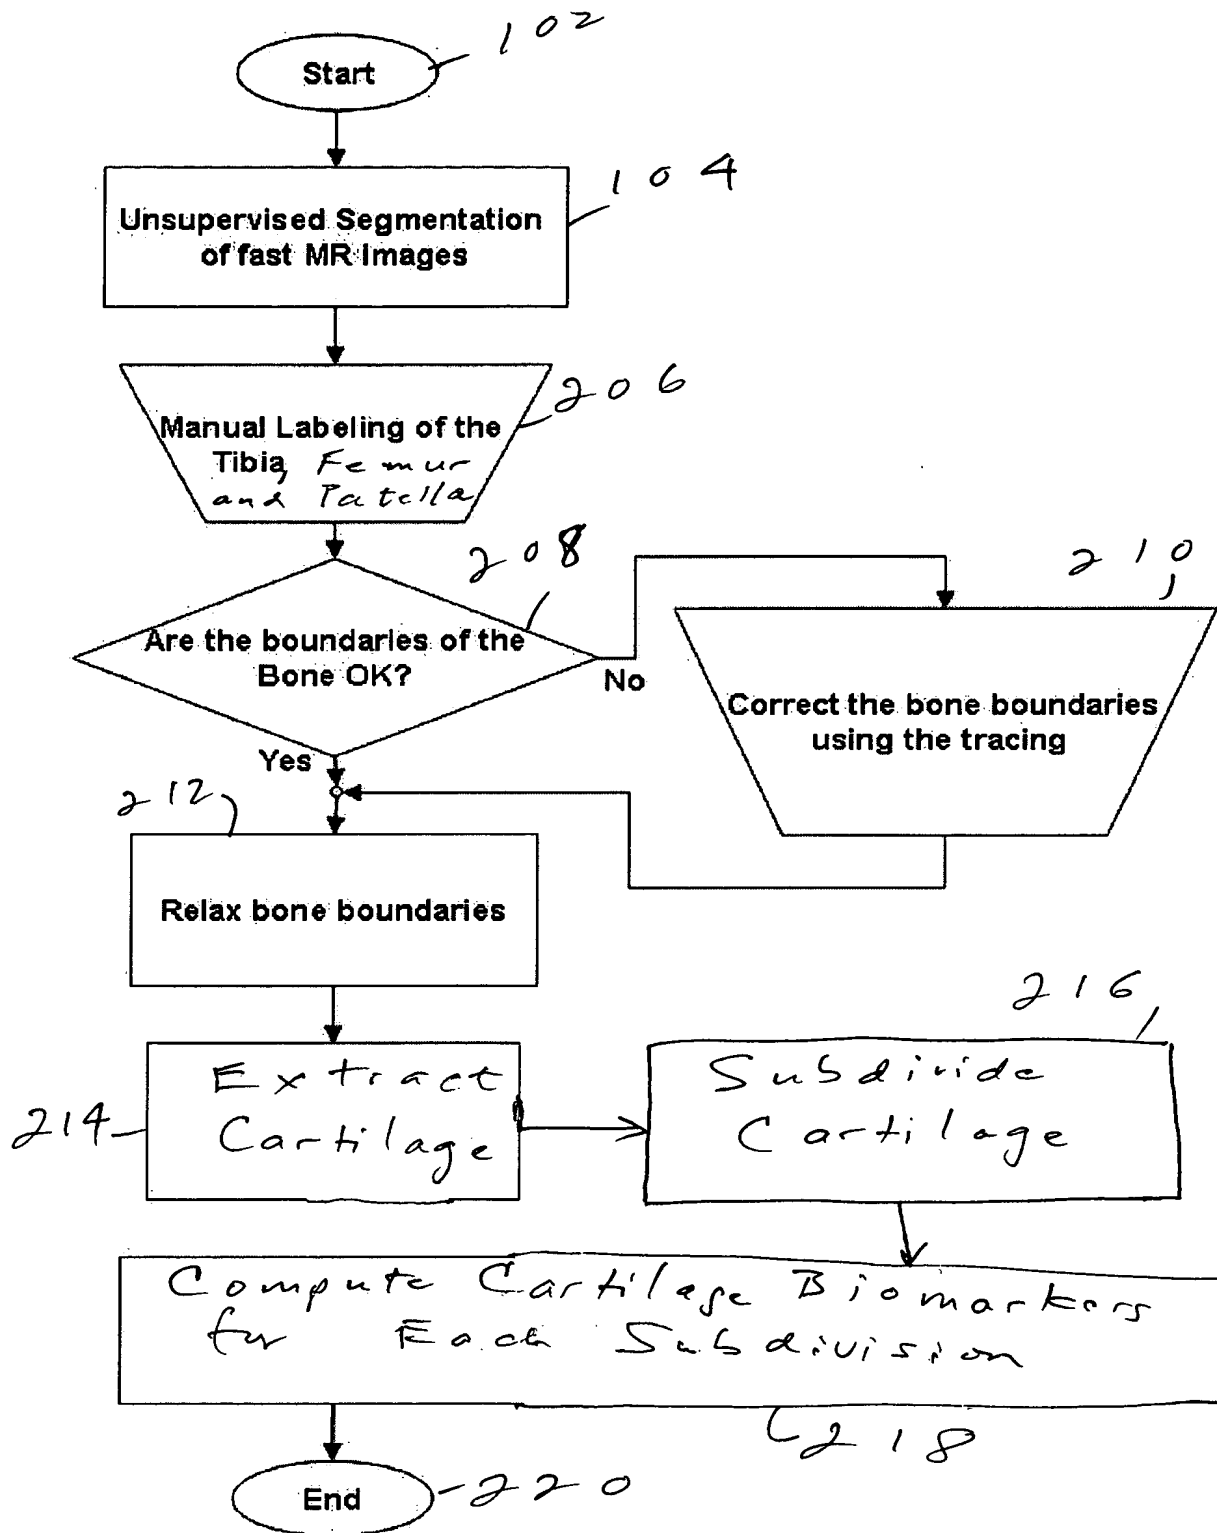 102
Start
104
Unsupervised Segmentation
of fast MR Images
206
Manual Labeling of the
Tibia, Femur
and Patella
208
Are the boundaries of the
Bone OK?
No
Yes
210
Correct the bone boundaries
using the tracing
212
Relax bone boundaries
214
Extract
Cartilage
216
Subdivide
Cartilage
Compute Cartilage Biomarkers
for Each Subdivision
218
End
220